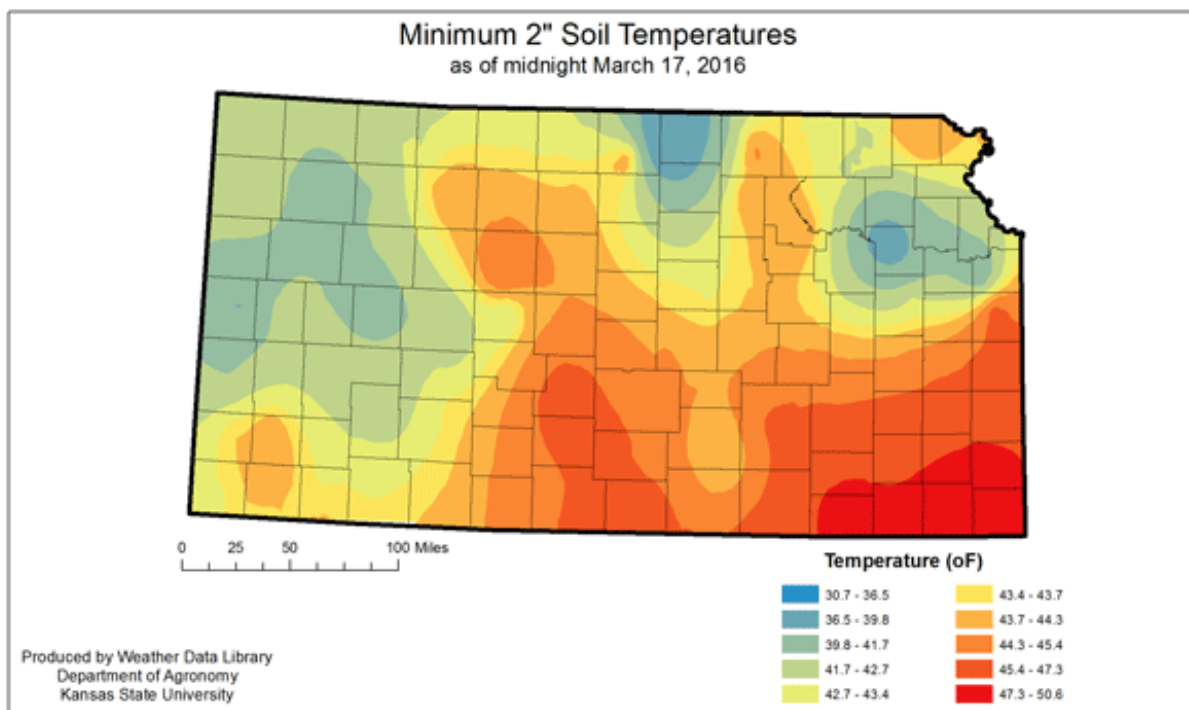 Minimum 2" Soil Temperatures
as of midnight March 17, 2016
0 25 50 100 Miles
Temperature (oF)
30.7 - 36.5
36.5 - 39.8
39.8 - 41.7
41.7 - 42.7
42.7 - 43.4
43.4 - 43.7
43.7 - 44.3
44.3 - 45.4
45.4 - 47.3
47.3 - 50.6
Produced by Weather Data Library
Department of Agronomy
Kansas State University